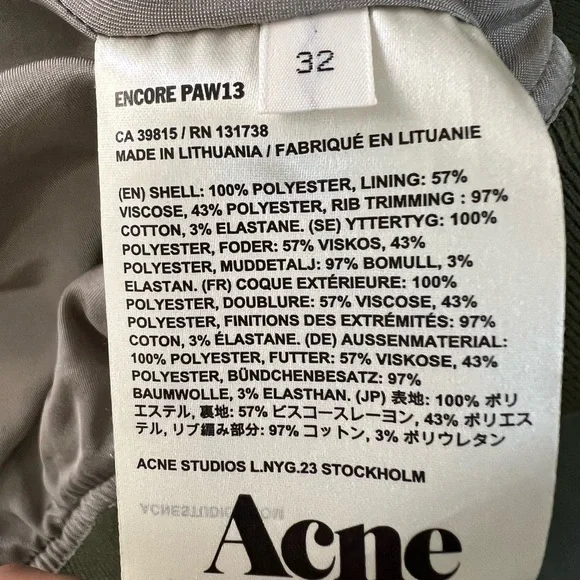 32
ENCORE PAW13
CA 39815 / RN 131738
MADE IN LITHUANIA / FABRIQUÉ EN LITUANIE
(EN) SHELL: 100% POLYESTER, LINING: 57%
VISCOSE, 43% POLYESTER, RIB TRIMMING : 97%
COTTON, 3% ELASTANE. (SE) YTTERTYG: 100%
POLYESTER, FODER: 57% VISKOS, 43%
POLYESTER, MUDDETALJ: 97% BOMULL, 3%
ELASTAN. (FR) COQUE EXTÉRIEURE: 100%
POLYESTER, DOUBLURE: 57% VISCOSE, 43%
POLYESTER, FINITIONS DES EXTRÉMITÉS: 97%
COTON, 3% ÉLASTANE. (DE) AUSSENMATERIAL:
100% POLYESTER, FUTTER: 57% VISKOSE, 43%
POLYESTER, BÜNDCHENBESATZ: 97%
BAUMWOLLE, 3% ELASTHAN. (JP) 表地: 100% ポリ
エステル, 裏地: 57% ビスコースレーヨン, 43% ポリエス
テル, リブ編み部分: 97% コットン, 3% ポリウレタン
ACNE STUDIOS L.NYG.23 STOCKHOLM
Acne